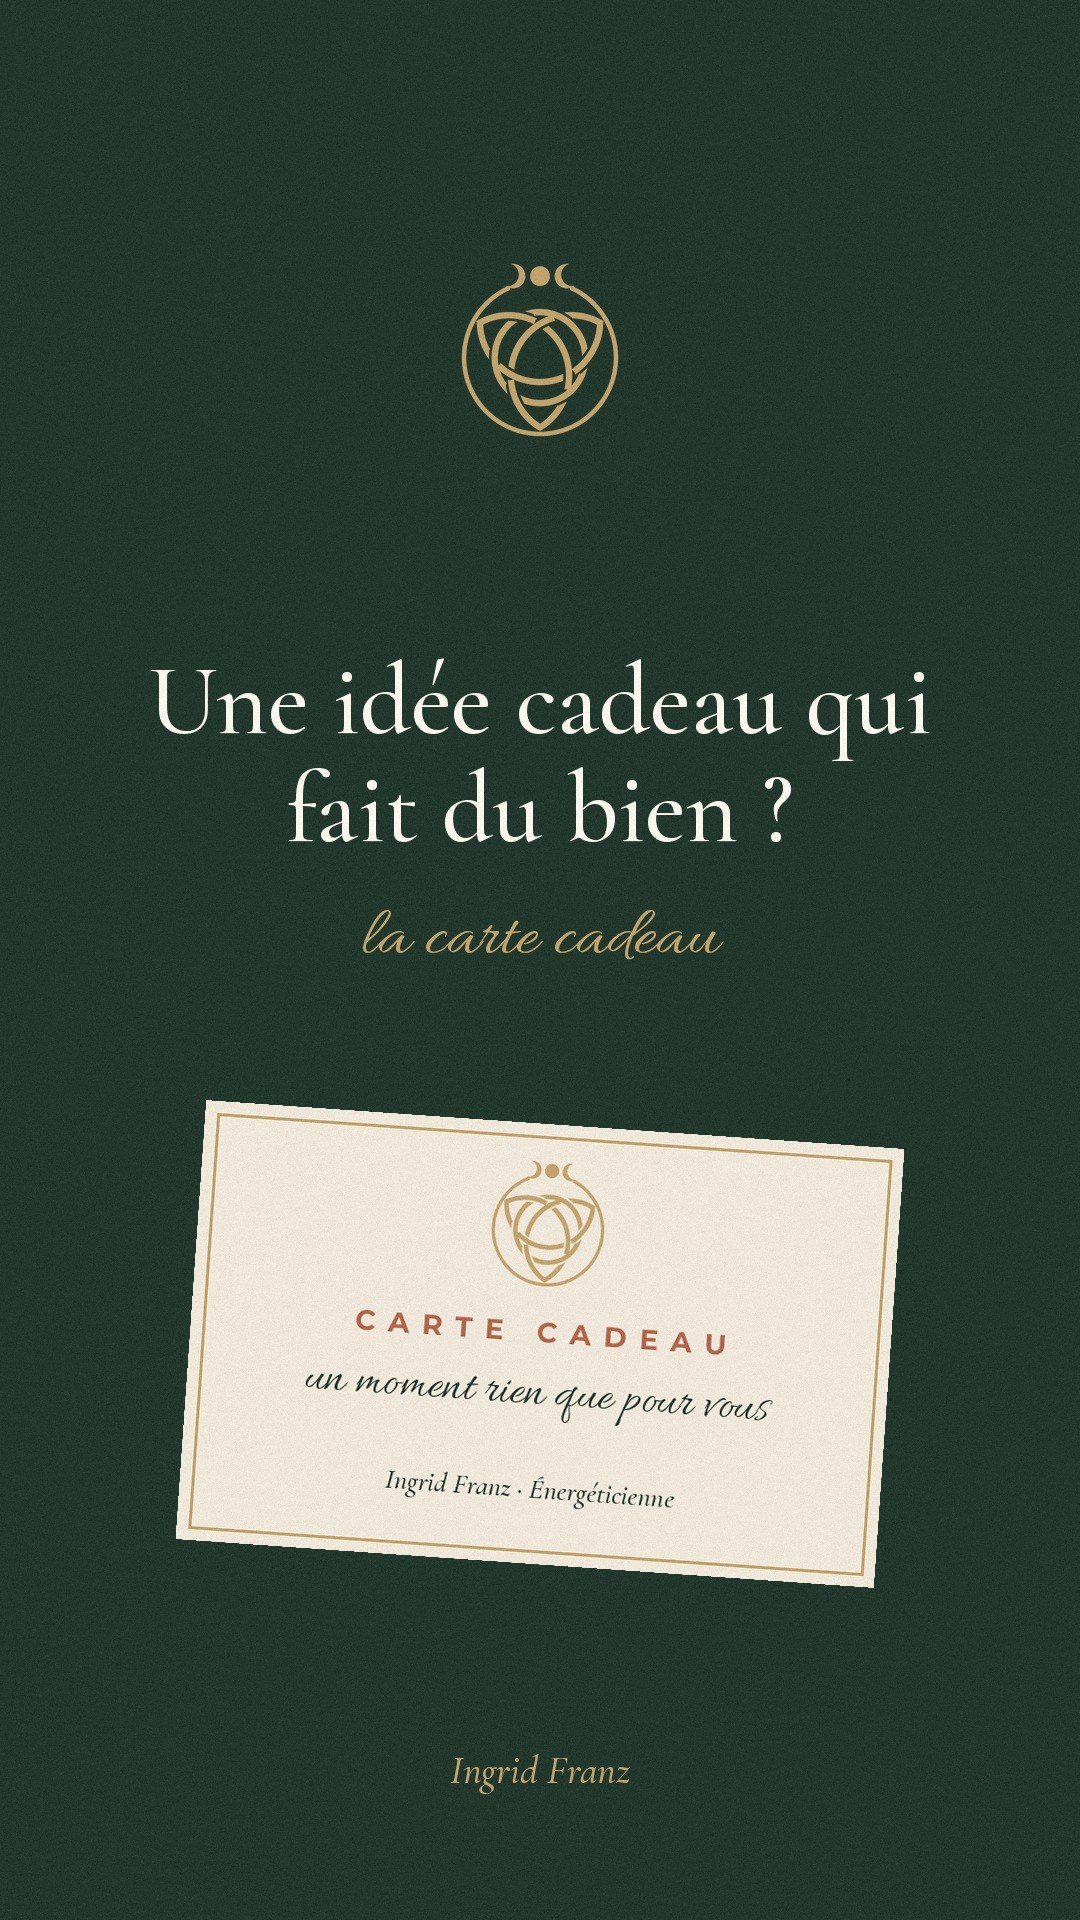 Une idée cadeau qui
fait du bien ?
la carte cadeau
CARTE CADEAU
un moment rien que pour vous
Ingrid Franz · Énergéticienne
Ingrid Franz